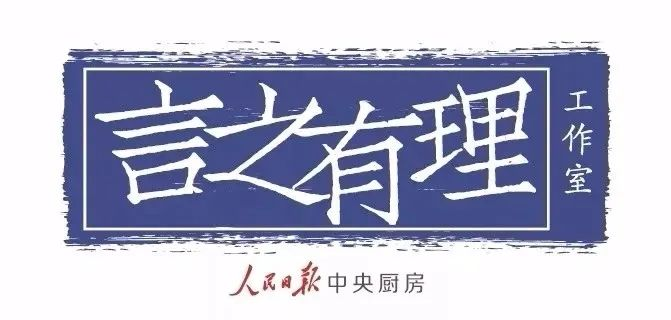 言之有理
工作室
人民日报中央厨房